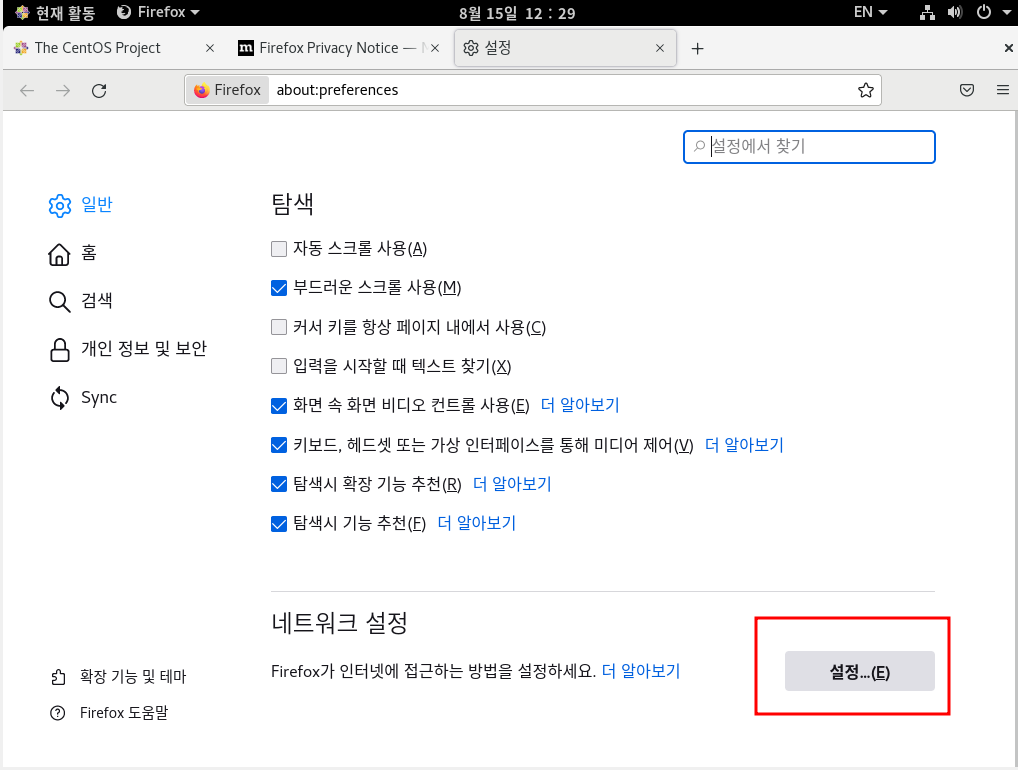 현재 활동 Firefox 8월 15일 12 : 29 EN
The CentOS Project Firefox Privacy Notice — 설정
Firefox about:preferences
설정에서 찾기
일반
홈
검색
개인 정보 및 보안
Sync
확장 기능 및 테마
Firefox 도움말
탐색
자동 스크롤 사용(A)
부드러운 스크롤 사용(M)
커서 키를 항상 페이지 내에서 사용(C)
입력을 시작할 때 텍스트 찾기(X)
화면 속 화면 비디오 컨트롤 사용(E) 더 알아보기
키보드, 헤드셋 또는 가상 인터페이스를 통해 미디어 제어(V) 더 알아보기
탐색시 확장 기능 추천(R) 더 알아보기
탐색시 기능 추천(F) 더 알아보기
네트워크 설정
Firefox가 인터넷에 접근하는 방법을 설정하세요. 더 알아보기 설정...(E)